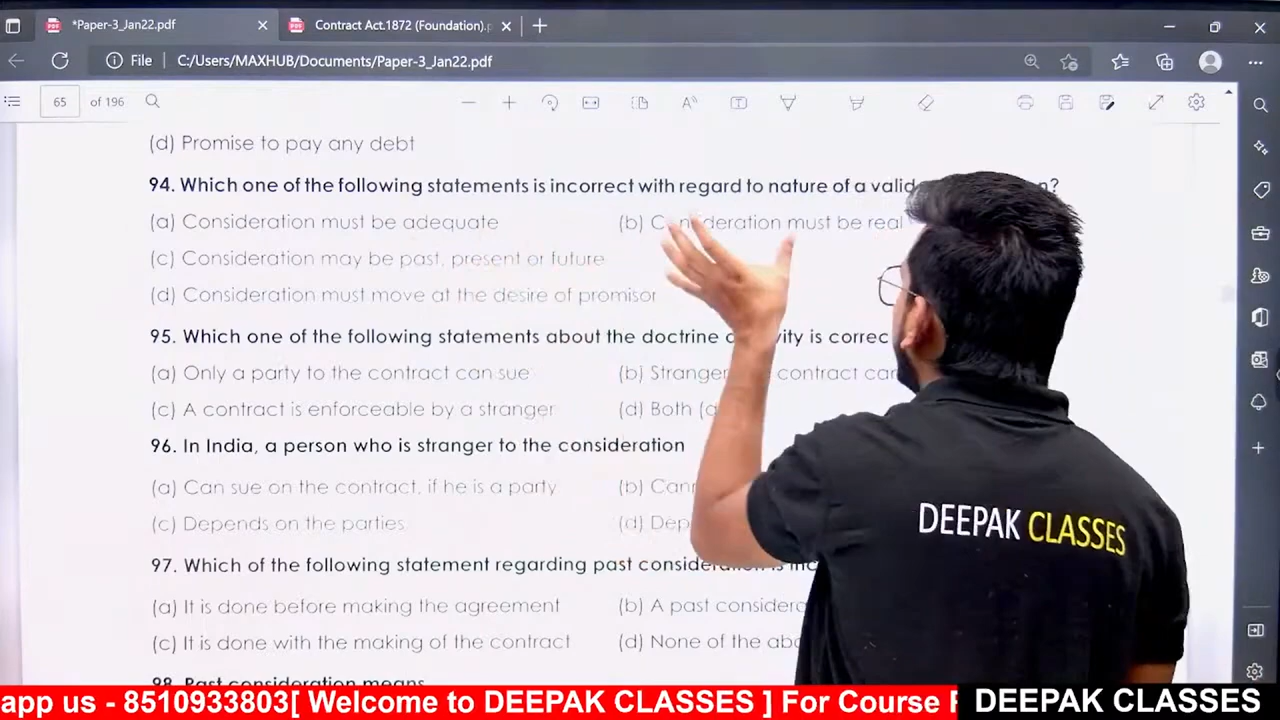 *Paper-3_Jan22.pdf
Contract Act.1872 (Foundation).p
File C:/Users/MAXHUB/Documents/Paper-3_Jan22.pdf
65 of 196
(d) Promise to pay any debt
94. Which one of the following statements is incorrect with regard to nature of a valid
(a) Consideration must be adequate (b) Consideration must be real
(c) Consideration may be past, present or future
(d) Consideration must move at the desire of promisor
95. Which one of the following statements about the doctrine is
(a) Only a party to the contract can sue (b) Stranger contract
(c) A contract is enforceable by a stranger (d) Both
96. In India, a person who is stranger to the consideration
(a) Can sue on the contract, if he is a party (b)
(c) Depends on the parties (d)
97. Which of the following statement regarding past
(a) It is done before making the agreement (b) A past
(c) It is done with the making of the contract (d) None of the
98. Past consideration means
DEEPAK CLASSES
app us - 8510933803[ Welcome to DEEPAK CLASSES ] For Course
DEEPAK CLASSES